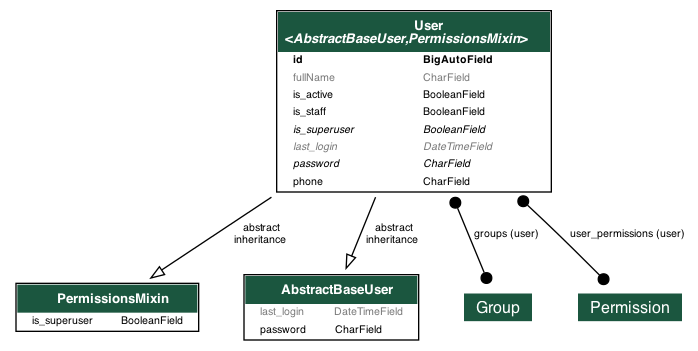 User
<AbstractBaseUser,PermissionsMixin>
id BigAutoField
fullName CharField
is_active BooleanField
is_staff BooleanField
is_superuser BooleanField
last_login DateTimeField
password CharField
phone CharField
abstract
inheritance
abstract
inheritance
groups (user)
user_permissions (user)
PermissionsMixin
is_superuser BooleanField
AbstractBaseUser
last_login DateTimeField
password CharField
Group
Permission